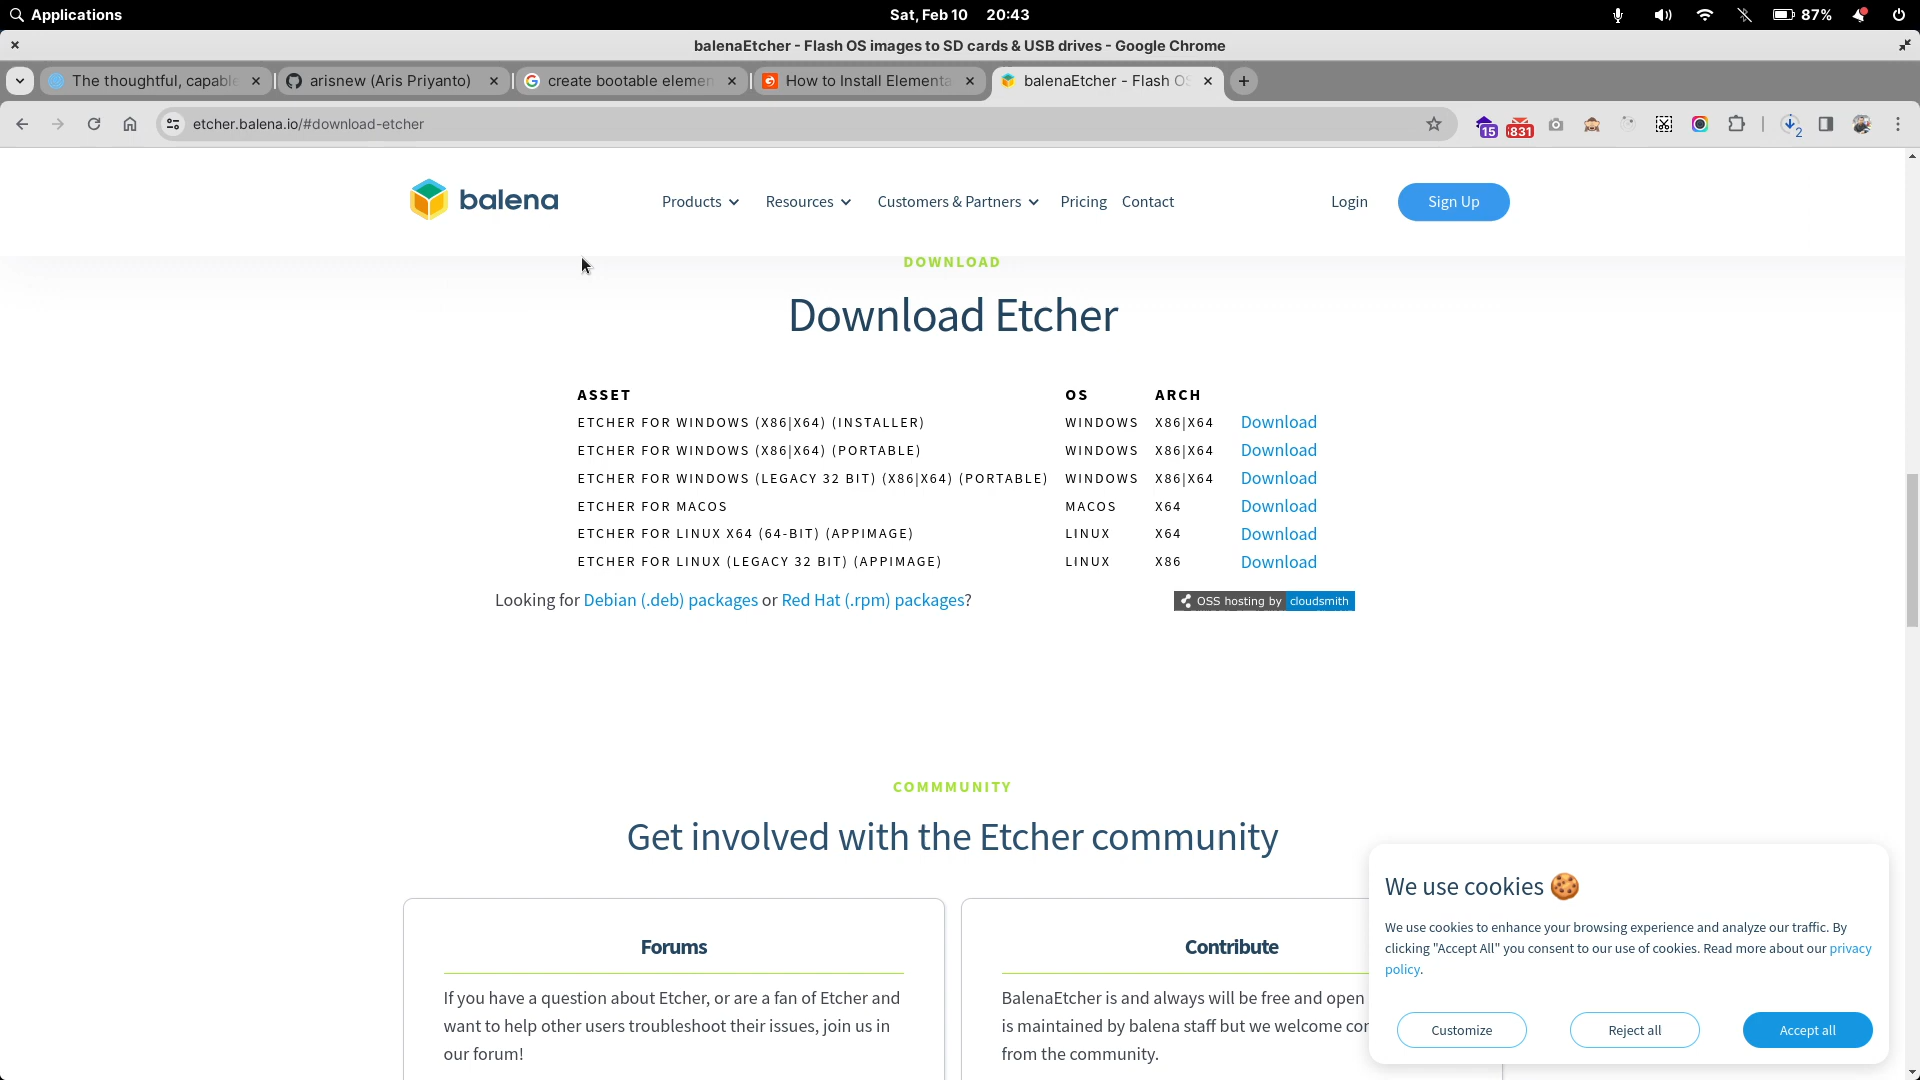 Applications
Sat, Feb 10 20:43
87%
balenaEtcher - Flash OS images to SD cards & USB drives - Google Chrome
The thoughtful, capable
arisnew (Aris Priyanto)
create bootable elemen
How to Install Elementa
balenaEtcher - Flash OS
etcher.balena.io/#download-etcher
15
831
2
balena
Products
Resources
Customers & Partners
Pricing
Contact
Login
Sign Up
DOWNLOAD
Download Etcher
ASSET OS ARCH
ETCHER FOR WINDOWS (X86|X64) (INSTALLER) WINDOWS X86|X64 Download
ETCHER FOR WINDOWS (X86|X64) (PORTABLE) WINDOWS X86|X64 Download
ETCHER FOR WINDOWS (LEGACY 32 BIT) (X86|X64) (PORTABLE) WINDOWS X86|X64 Download
ETCHER FOR MACOS MACOS X64 Download
ETCHER FOR LINUX X64 (64-BIT) (APPIMAGE) LINUX X64 Download
ETCHER FOR LINUX (LEGACY 32 BIT) (APPIMAGE) LINUX X86 Download
Looking for Debian (.deb) packages or Red Hat (.rpm) packages?
OSS hosting by cloudsmith
COMMMUNITY
Get involved with the Etcher community
Forums
If you have a question about Etcher, or are a fan of Etcher and
want to help other users troubleshoot their issues, join us in
our forum!
Contribute
BalenaEtcher is and always will be free and open
is maintained by balena staff but we welcome
from the community.
We use cookies 🍪
We use cookies to enhance your browsing experience and analyze our traffic. By
clicking "Accept All" you consent to our use of cookies. Read more about our privacy
policy.
Customize
Reject all
Accept all